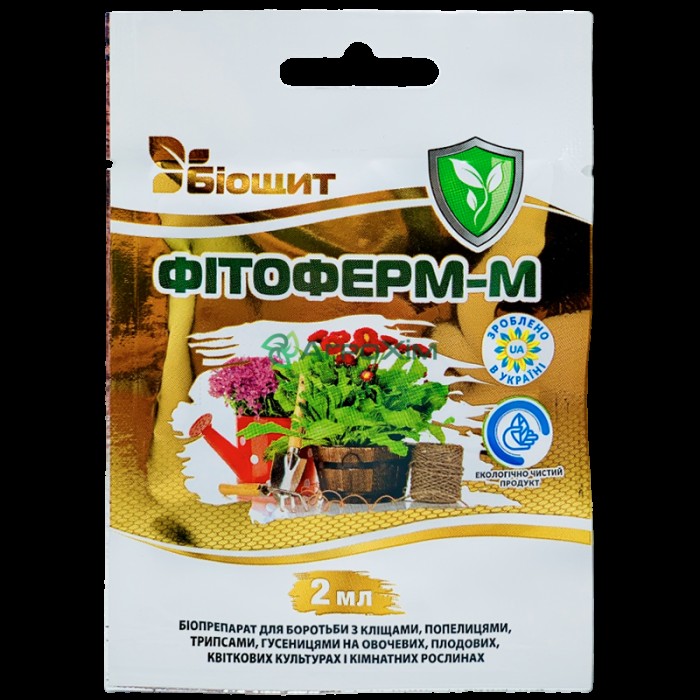 Біощит
ФІТОФЕРМ-М
АгроХім
ЗРОБЛЕНО
UA
В УКРАЇНІ
ЕКОЛОГІЧНО ЧИСТИЙ
ПРОДУКТ
2 мл
БІОПРЕПАРАТ ДЛЯ БОРОТЬБИ З КЛІЩАМИ, ПОПЕЛИЦЯМИ,
ТРИПСАМИ, ГУСЕНИЦЯМИ НА ОВОЧЕВИХ, ПЛОДОВИХ,
КВІТКОВИХ КУЛЬТУРАХ І КІМНАТНИХ РОСЛИНАХ